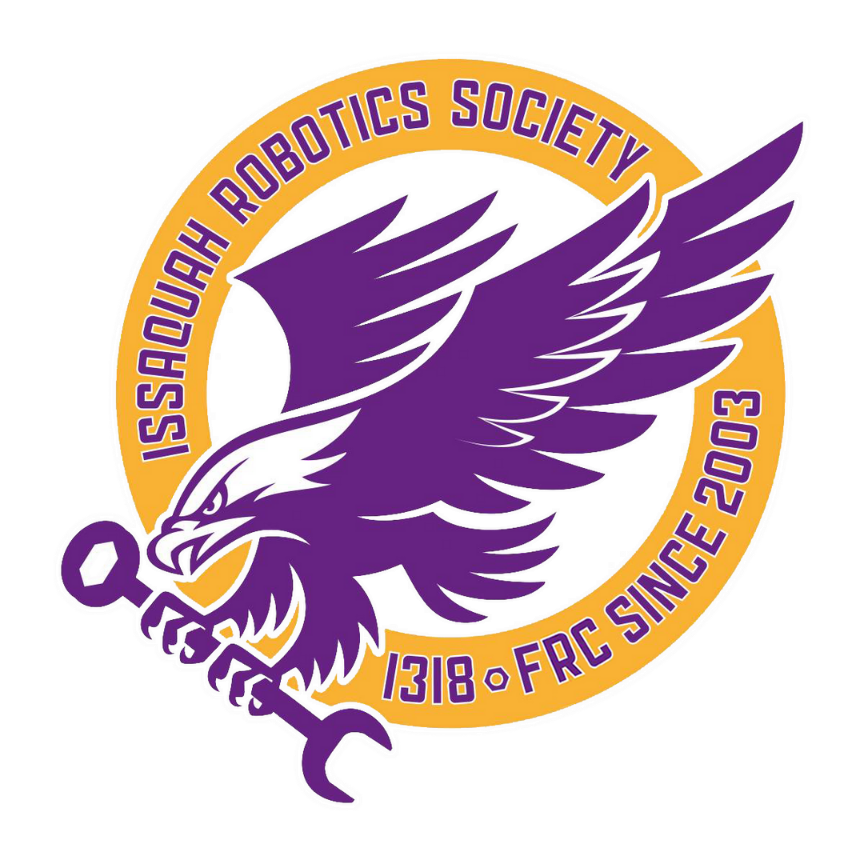 ISSAQUAH ROBOTICS SOCIETY
1318 FRC SINCE 2003